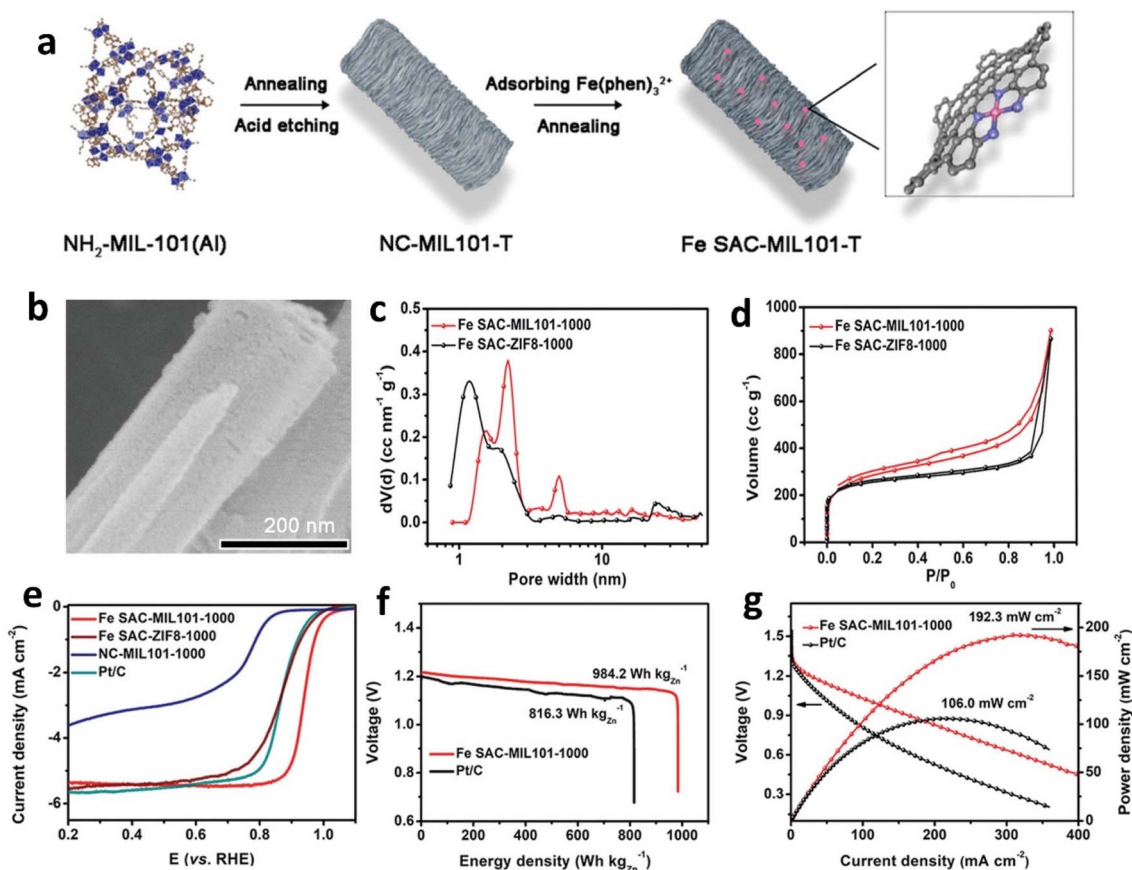 a
Annealing
Acid etching
Adsorbing Fe(phen)₃²⁺
Annealing
NH₂-MIL-101(Al)
NC-MIL101-T
Fe SAC-MIL101-T
b
200 nm
c
Fe SAC-MIL101-1000
Fe SAC-ZIF8-1000
dV(d) (cc nm⁻¹ g⁻¹)
0.5
0.4
0.3
0.2
0.1
0.0
1
10
Pore width (nm)
d
Fe SAC-MIL101-1000
Fe SAC-ZIF8-1000
Volume (cc g⁻¹)
1000
800
600
400
200
0
0.0 0.2 0.4 0.6 0.8 1.0
P/P₀
e
Fe SAC-MIL101-1000
Fe SAC-ZIF8-1000
NC-MIL101-1000
Pt/C
Current density (mA cm⁻²)
0
-2
-4
-6
0.2 0.4 0.6 0.8 1.0
E (vs. RHE)
f
984.2 Wh kg_Zn⁻¹
816.3 Wh kg_Zn⁻¹
Fe SAC-MIL101-1000
Pt/C
Voltage (V)
1.4
1.2
1.0
0.8
0.6
0 200 400 600 800 1000
Energy density (Wh kg_Zn⁻¹)
g
Fe SAC-MIL101-1000
Pt/C
192.3 mW cm⁻²
106.0 mW cm⁻²
Voltage (V)
1.5
1.2
0.9
0.6
0.3
0 100 200 300 400
Current density (mA cm⁻²)
200
150
100
50
0
Power density (mW cm⁻²)